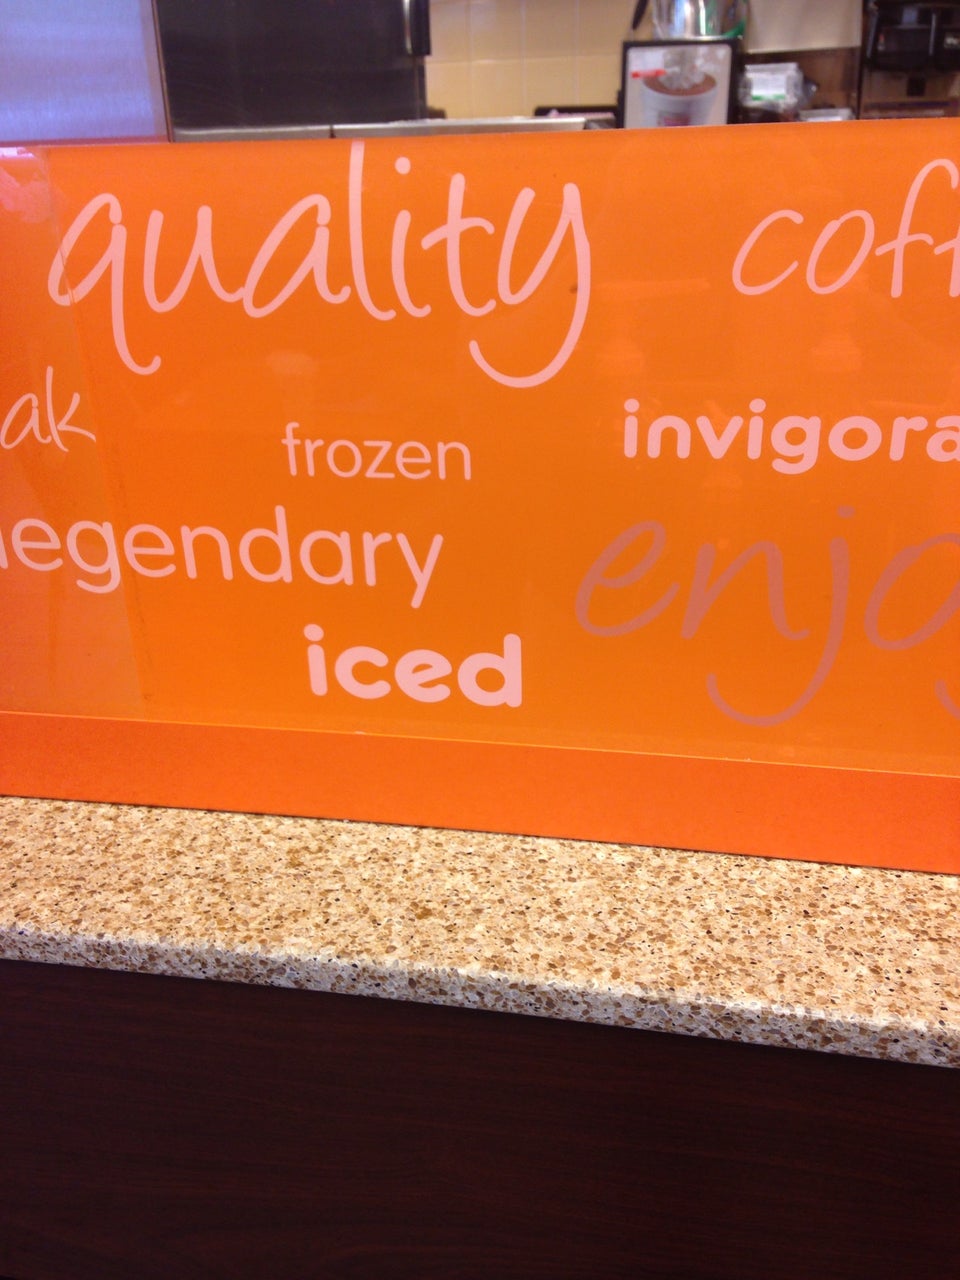 quality coff
ak frozen invigora
legendary enjo
iced